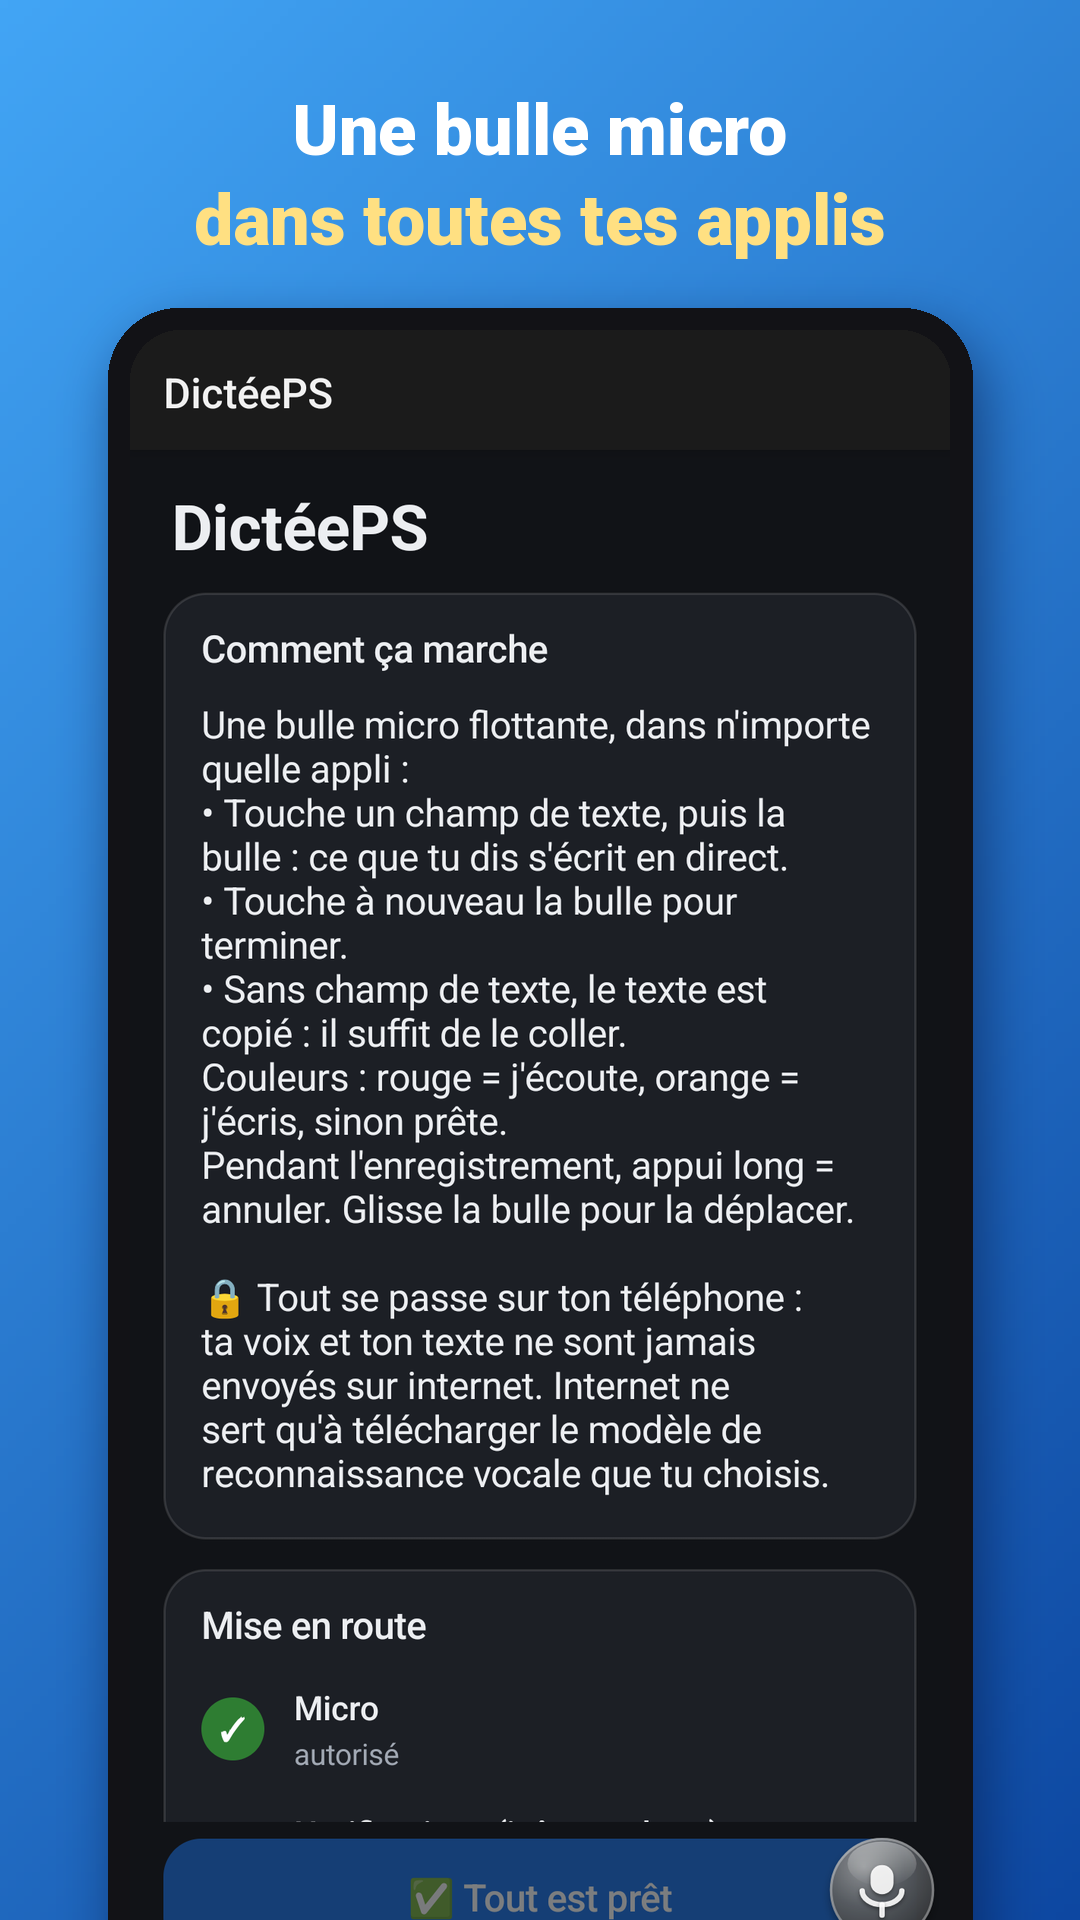 Une bulle micro
dans toutes tes applis
DictéePS
DictéePS
Comment ça marche
Une bulle micro flottante, dans n'importe
quelle appli :
• Touche un champ de texte, puis la
bulle : ce que tu dis s'écrit en direct.
• Touche à nouveau la bulle pour
terminer.
• Sans champ de texte, le texte est
copié : il suffit de le coller.
Couleurs : rouge = j'écoute, orange =
j'écris, sinon prête.
Pendant l'enregistrement, appui long =
annuler. Glisse la bulle pour la déplacer.
🔒 Tout se passe sur ton téléphone :
ta voix et ton texte ne sont jamais
envoyés sur internet. Internet ne
sert qu'à télécharger le modèle de
reconnaissance vocale que tu choisis.
Mise en route
✓ Micro
autorisé
✅ Tout est prêt